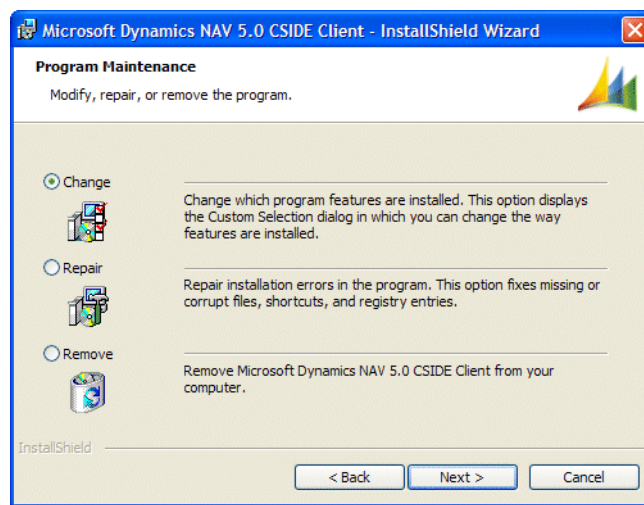 Microsoft Dynamics NAV 5.0 CSIDE Client - InstallShield Wizard
Program Maintenance
Modify, repair, or remove the program.
Change
Change which program features are installed. This option displays
the Custom Selection dialog in which you can change the way
features are installed.
Repair
Repair installation errors in the program. This option fixes missing or
corrupt files, shortcuts, and registry entries.
Remove
Remove Microsoft Dynamics NAV 5.0 CSIDE Client from your
computer.
InstallShield
< Back
Next >
Cancel